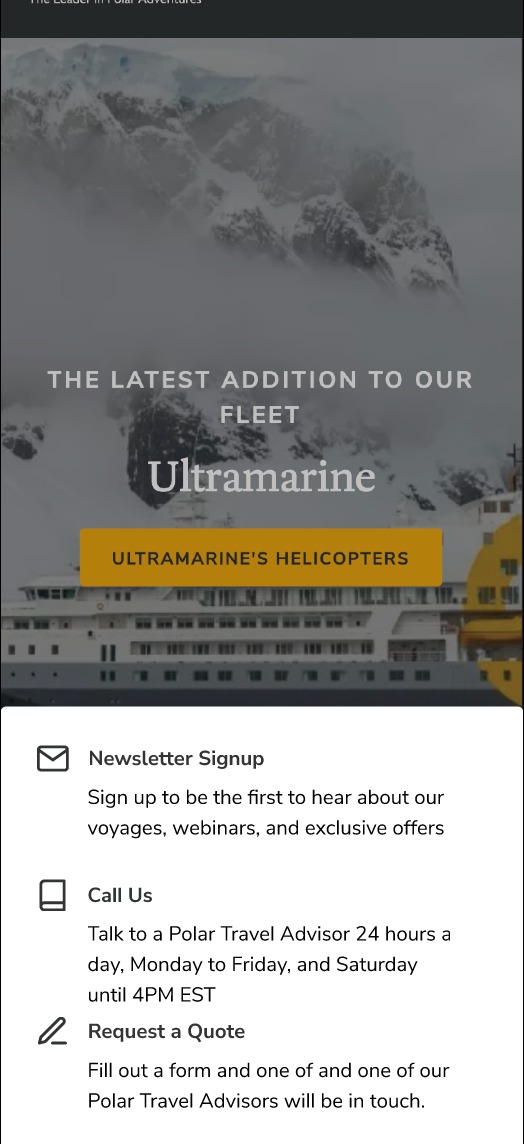 The Leader in Polar Adventures
THE LATEST ADDITION TO OUR
FLEET
Ultramarine
ULTRAMARINE'S HELICOPTERS
Newsletter Signup
Sign up to be the first to hear about our
voyages, webinars, and exclusive offers
Call Us
Talk to a Polar Travel Advisor 24 hours a
day, Monday to Friday, and Saturday
until 4PM EST
Request a Quote
Fill out a form and one of and one of our
Polar Travel Advisors will be in touch.